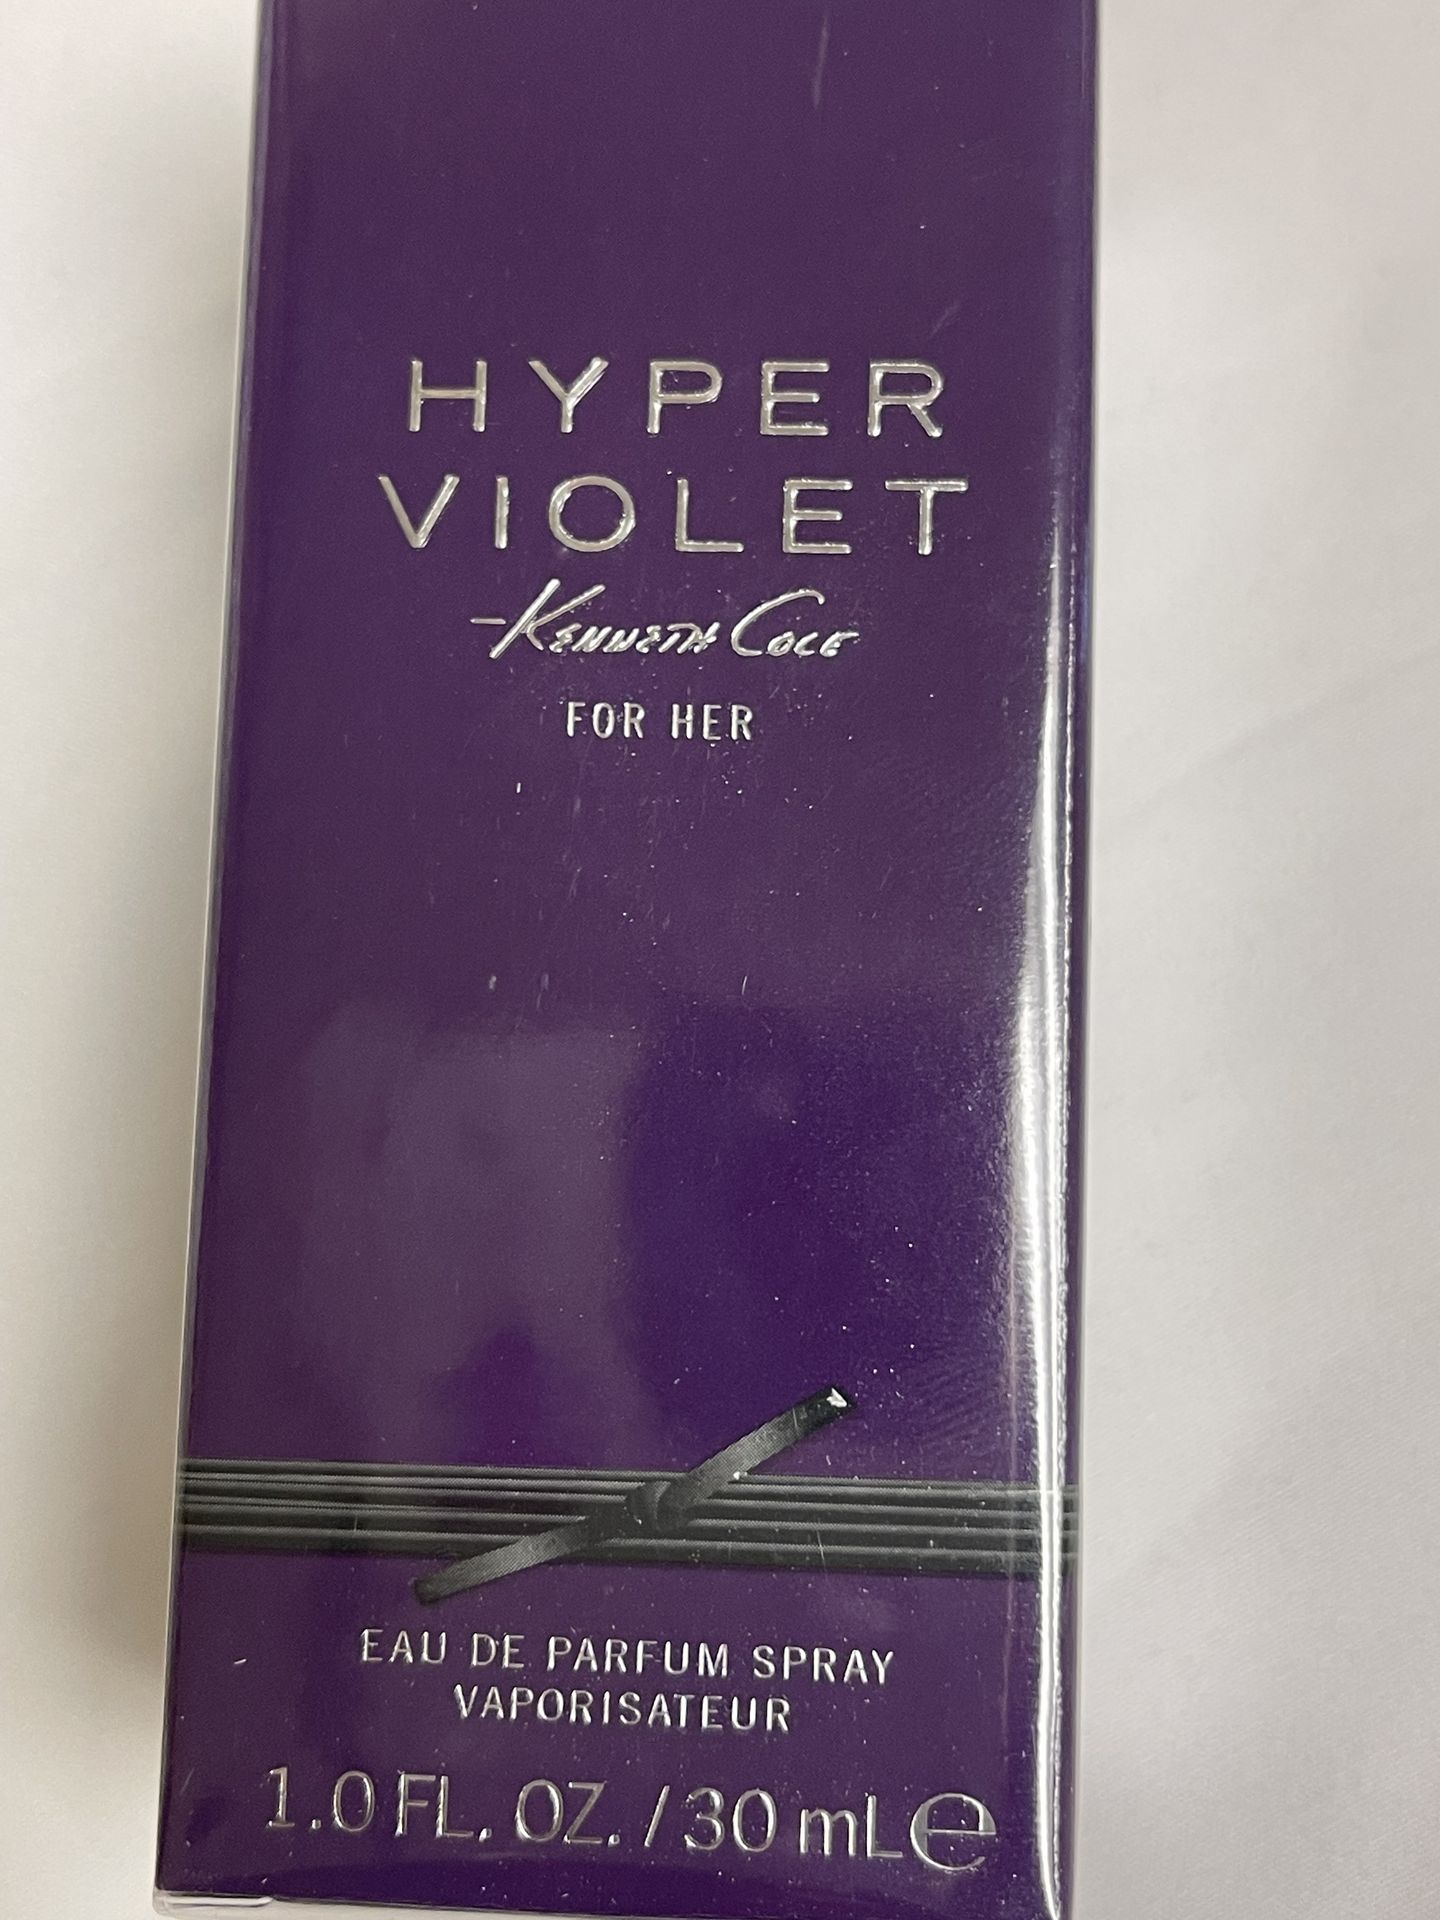 HYPER
VIOLET
–KENNETH COLE
FOR HER
EAU DE PARFUM SPRAY
VAPORISATEUR
1.0 FL. OZ. / 30 mL ℮